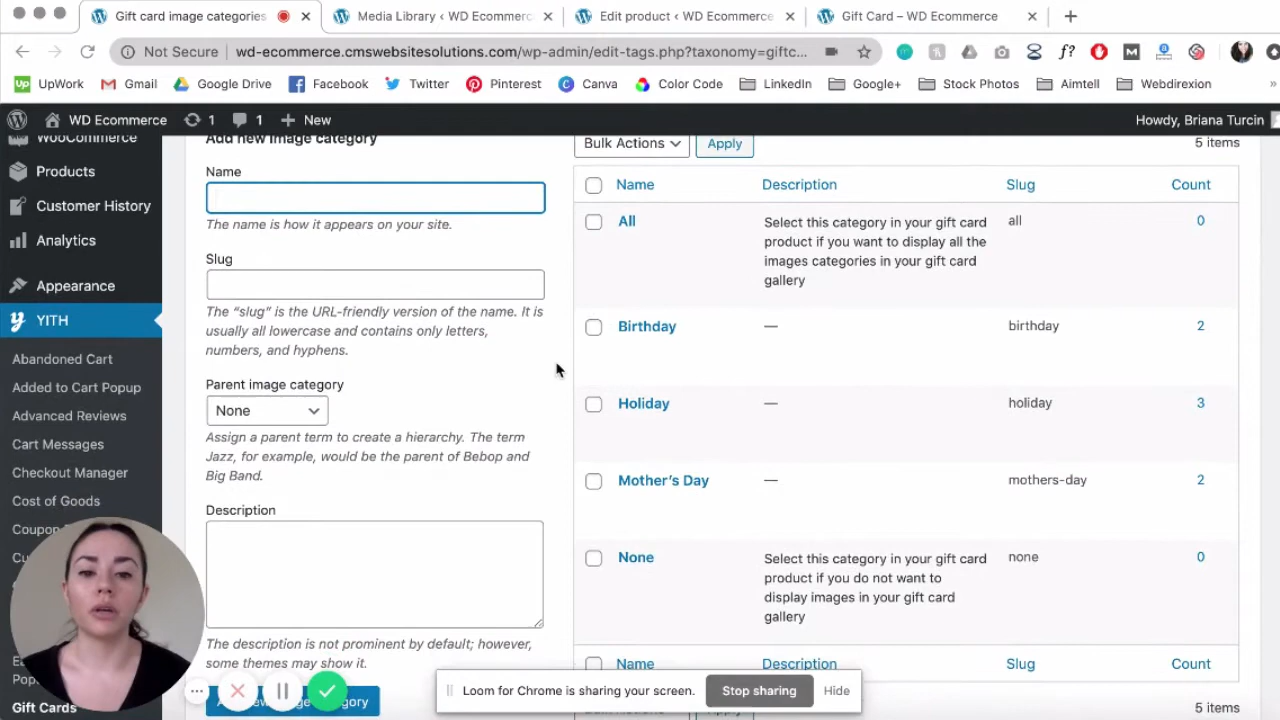 Gift card image categories
Media Library ‹ WD Ecommerc
Edit product ‹ WD Ecommerce
Gift Card – WD Ecommerce
Not Secure
wd-ecommerce.cmswebsitesolutions.com/wp-admin/edit-tags.php?taxonomy=giftc...
f?
M
Up UpWork
Gmail
Google Drive
Facebook
Twitter
Pinterest
Canva
Color Code
LinkedIn
Google+
Stock Photos
Aimtell
Webdirexion
»
WD Ecommerce
1
1
New
Howdy, Briana Turcin
WooCommerce
Products
Customer History
Analytics
Appearance
YITH
Abandoned Cart
Added to Cart Popup
Advanced Reviews
Cart Messages
Checkout Manager
Cost of Goods
Coupon
Gift Cards
Add new image category
Name
The name is how it appears on your site.
Slug
The “slug” is the URL-friendly version of the name. It is
usually all lowercase and contains only letters,
numbers, and hyphens.
Parent image category
None
Assign a parent term to create a hierarchy. The term
Jazz, for example, would be the parent of Bebop and
Big Band.
Description
The description is not prominent by default; however,
some themes may show it.
Bulk Actions
Apply
5 items
Name Description Slug Count
All
Select this category in your gift card
product if you want to display all the
images categories in your gift card
gallery
all
0
Birthday — birthday 2
Holiday — holiday 3
Mother’s Day — mothers-day 2
None
Select this category in your gift card
product if you do not want to
display images in your gift card
gallery
none
0
Name Description Slug Count
5 items
Loom for Chrome is sharing your screen.
Stop sharing
Hide